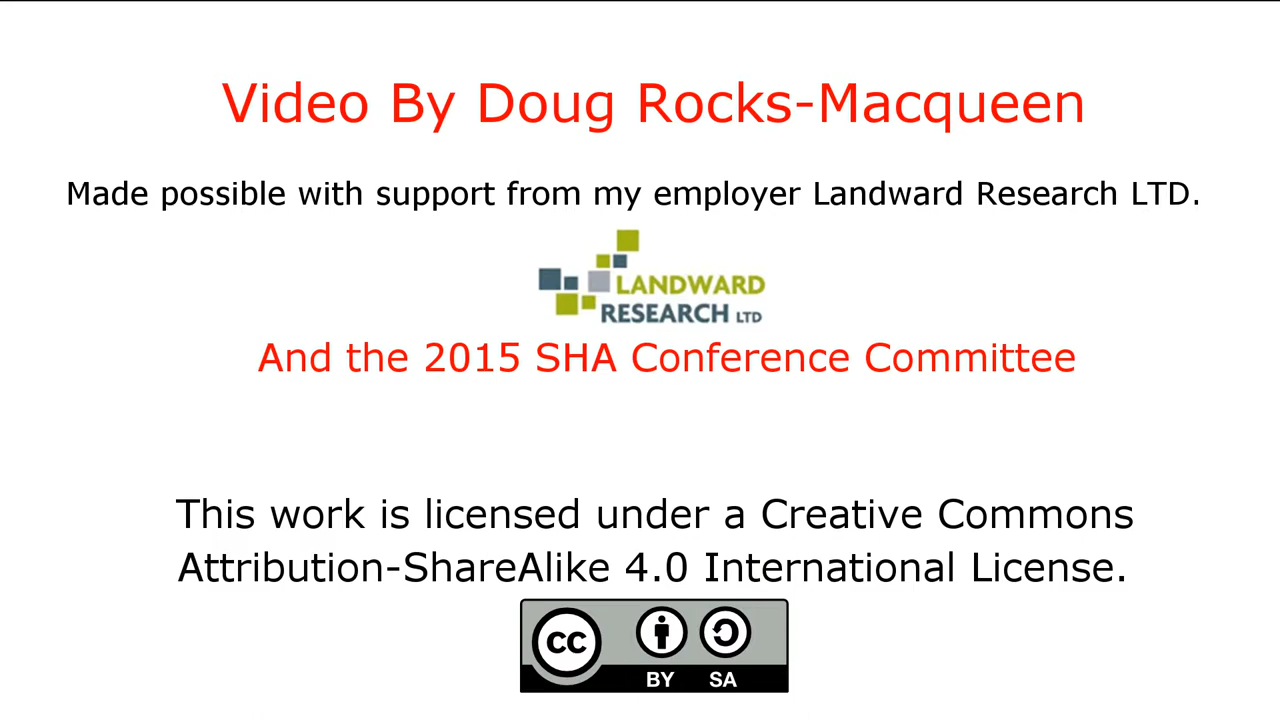 Video By Doug Rocks-Macqueen
Made possible with support from my employer Landward Research LTD.
LANDWARD
RESEARCH LTD
And the 2015 SHA Conference Committee
This work is licensed under a Creative Commons
Attribution-ShareAlike 4.0 International License.
cc
BY SA